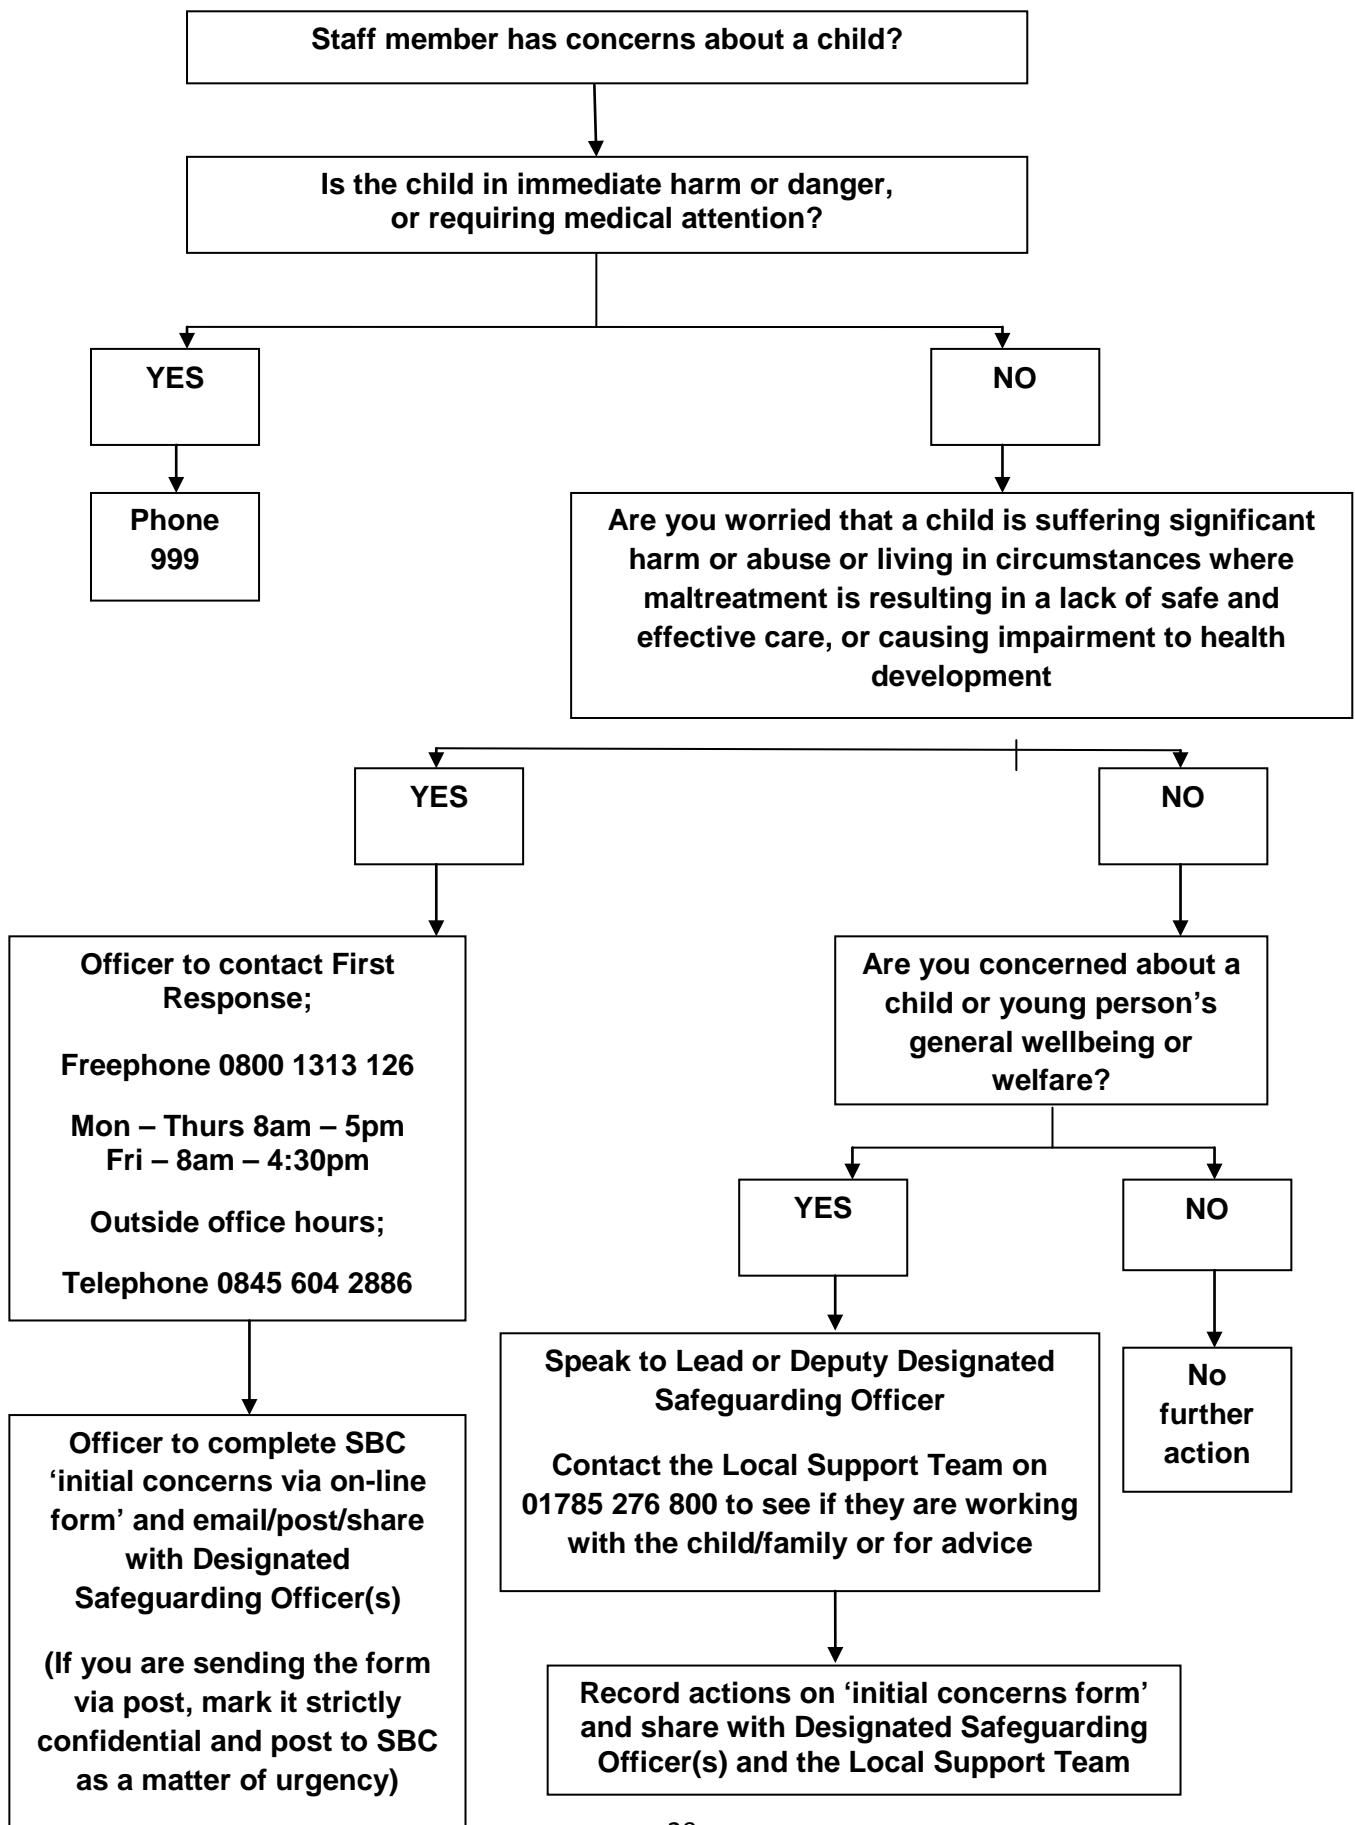 Staff member has concerns about a child?
Is the child in immediate harm or danger,
or requiring medical attention?
YES
NO
Phone
999
Are you worried that a child is suffering significant
harm or abuse or living in circumstances where
maltreatment is resulting in a lack of safe and
effective care, or causing impairment to health
development
YES
NO
Officer to contact First
Response;
Freephone 0800 1313 126
Mon – Thurs 8am – 5pm
Fri – 8am – 4:30pm
Outside office hours;
Telephone 0845 604 2886
Officer to complete SBC
‘initial concerns via on-line
form’ and email/post/share
with Designated
Safeguarding Officer(s)
(If you are sending the form
via post, mark it strictly
confidential and post to SBC
as a matter of urgency)
Are you concerned about a
child or young person’s
general wellbeing or
welfare?
YES
NO
Speak to Lead or Deputy Designated
Safeguarding Officer
Contact the Local Support Team on
01785 276 800 to see if they are working
with the child/family or for advice
No
further
action
Record actions on ‘initial concerns form’
and share with Designated Safeguarding
Officer(s) and the Local Support Team